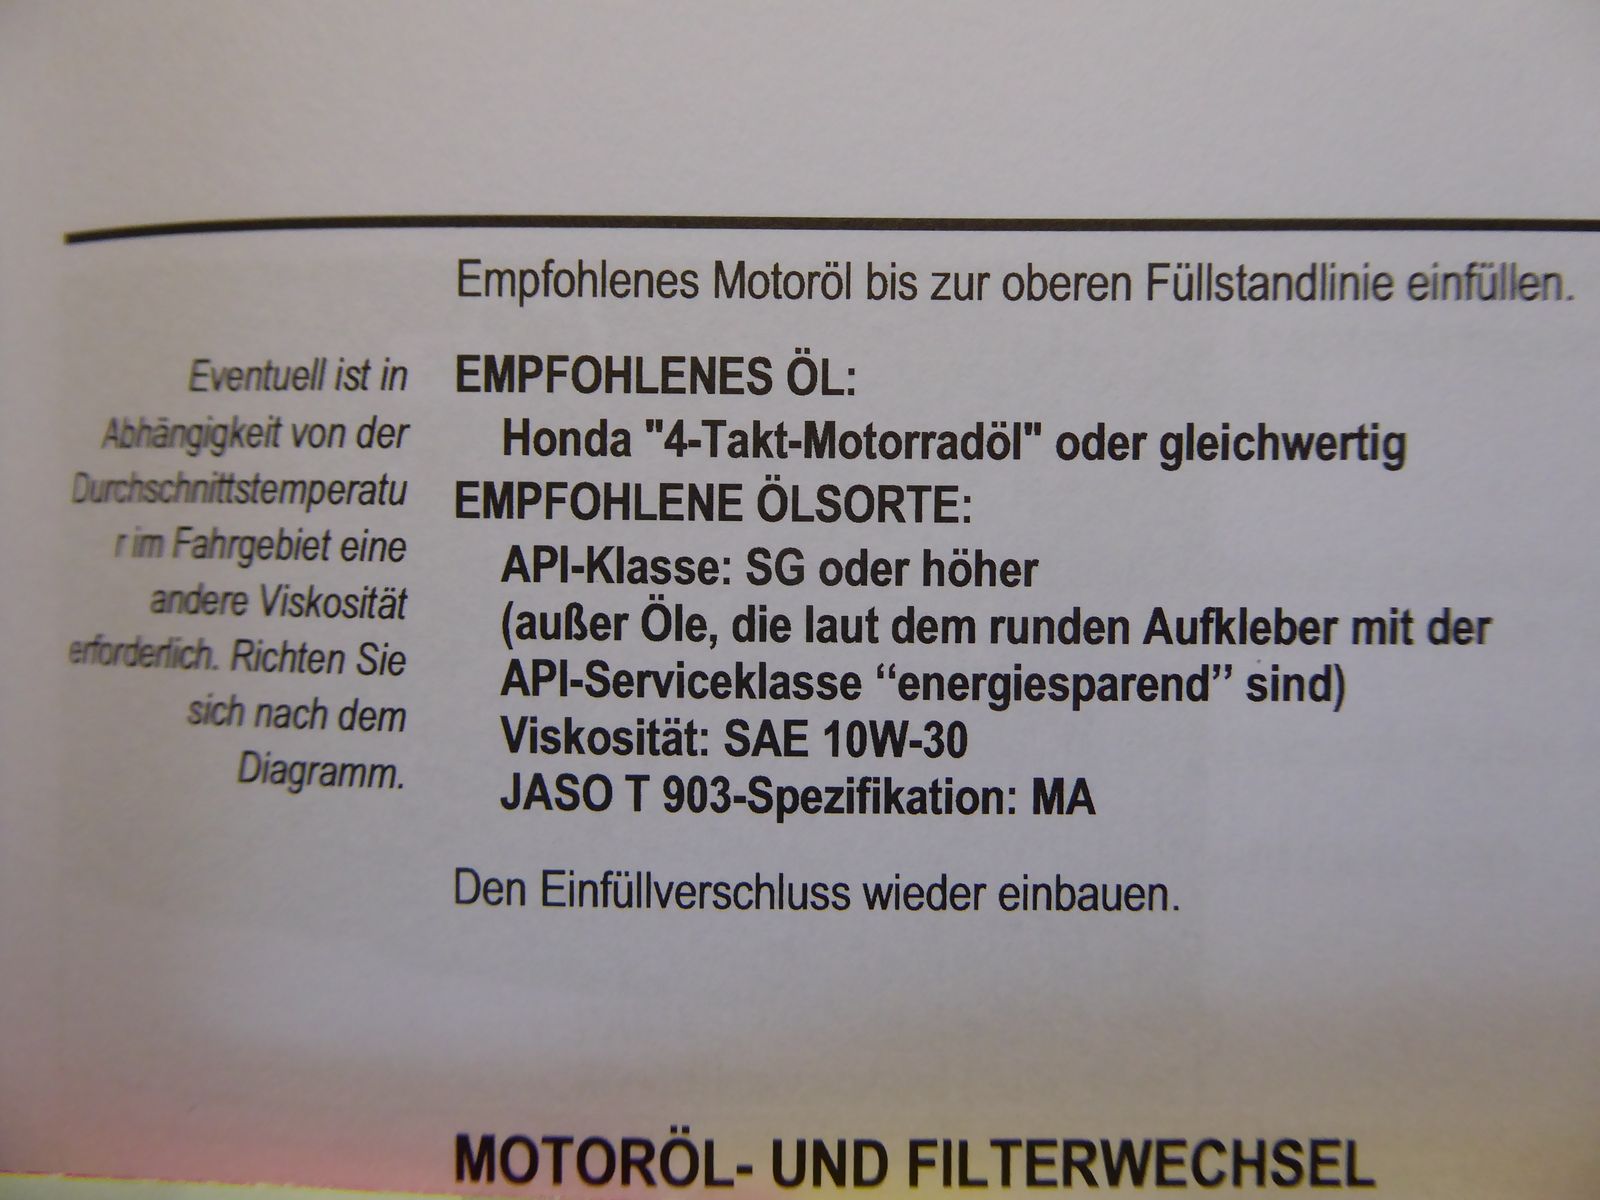 Empfohlenes Motoröl bis zur oberen Füllstandlinie einfüllen.
Eventuell ist in
Abhängigkeit von der
Durchschnittstemperatu
r im Fahrgebiet eine
andere Viskosität
erforderlich. Richten Sie
sich nach dem
Diagramm.
EMPFOHLENES ÖL:
Honda "4-Takt-Motorradöl" oder gleichwertig
EMPFOHLENE ÖLSORTE:
API-Klasse: SG oder höher
(außer Öle, die laut dem runden Aufkleber mit der
API-Serviceklasse “energiesparend” sind)
Viskosität: SAE 10W-30
JASO T 903-Spezifikation: MA
Den Einfüllverschluss wieder einbauen.
MOTORÖL- UND FILTERWECHSEL